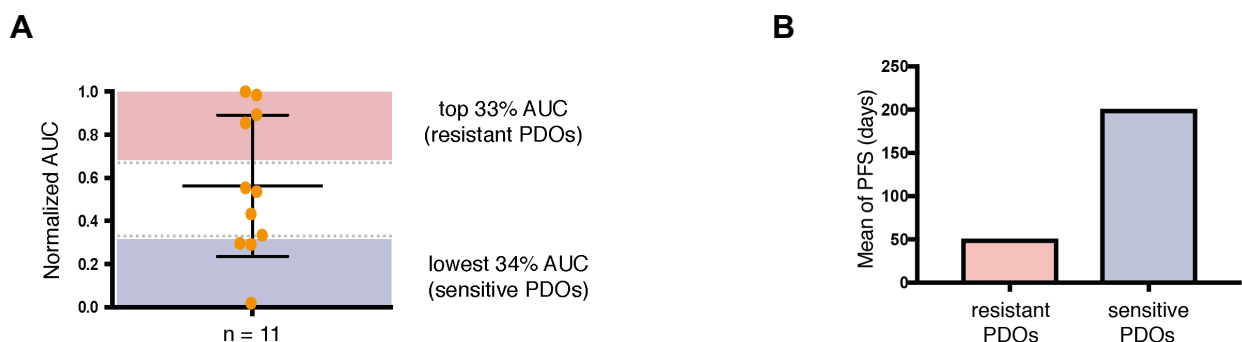 A
B
Normalized AUC
1.0
0.8
0.6
0.4
0.2
0.0
n = 11
top 33% AUC
(resistant PDOs)
lowest 34% AUC
(sensitive PDOs)
Mean of PFS (days)
250
200
150
100
50
0
resistant
PDOs
sensitive
PDOs